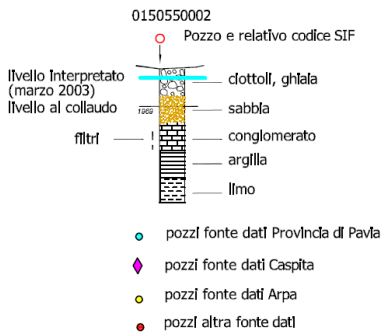 0150550002
Pozzo e relativo codice SIF
livello interpretato
(marzo 2003)
ciottoli, ghiaia
livello al collaudo
1969
sabbia
filtri
conglomerato
argilla
limo
pozzi fonte dati Provincia di Pavia
pozzi fonte dati Caspita
pozzi fonte dati Arpa
pozzi altra fonte dati